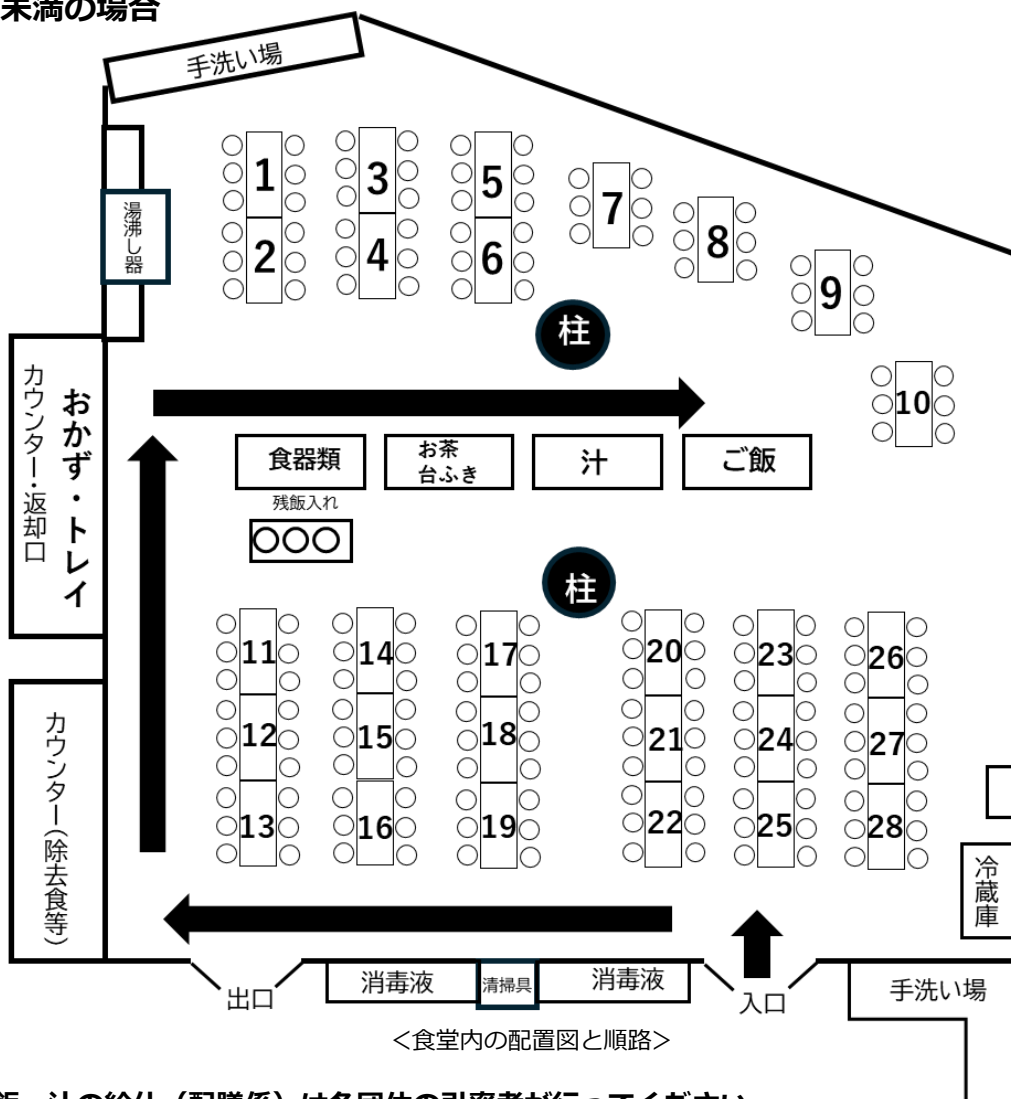 未満の場合
手洗い場
1
3
5
7
8
2
4
6
9
湯沸し器
柱
10
カウンター・返却口
おかず・トレイ
食器類
お茶
台ふき
汁
ご飯
残飯入れ
柱
11
14
17
20
23
26
12
15
18
21
24
27
13
16
19
22
25
28
カウンター(除去食等)
冷蔵庫
出口
消毒液
清掃具
消毒液
入口
手洗い場
<食堂内の配置図と順路>
飯・汁の給仕(配膳係)は各団体の引率者が行ってください